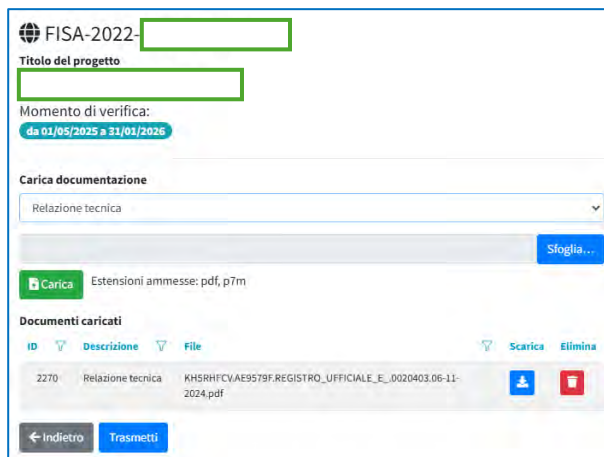 FISA-2022-
Titolo del progetto
Momento di verifica:
da 01/05/2025 a 31/01/2026
Carica documentazione
Relazione tecnica
Sfoglia...
Carica Estensioni ammesse: pdf, p7m
Documenti caricati
ID Descrizione File Scarica Elimina
2270 Relazione tecnica KH5RHFCV.AE9579F.REGISTRO_UFFICIALE_E_.0020403.06-11-
2024.pdf
Indietro Trasmetti